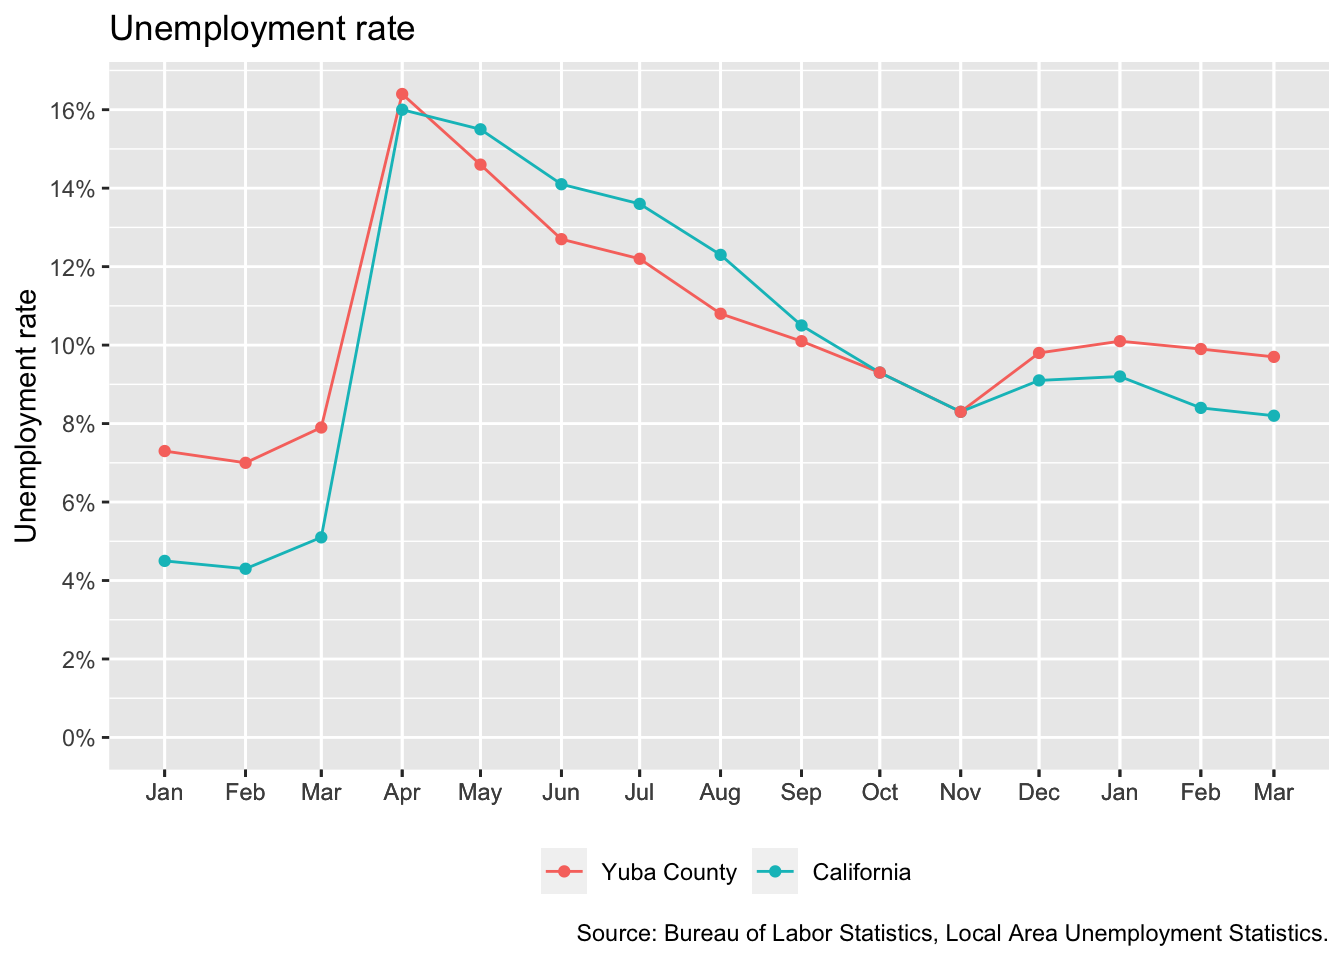 Unemployment rate
Unemployment rate
16%
14%
12%
10%
8%
6%
4%
2%
0%
Jan Feb Mar Apr May Jun Jul Aug Sep Oct Nov Dec Jan Feb Mar
Yuba County California
Source: Bureau of Labor Statistics, Local Area Unemployment Statistics.